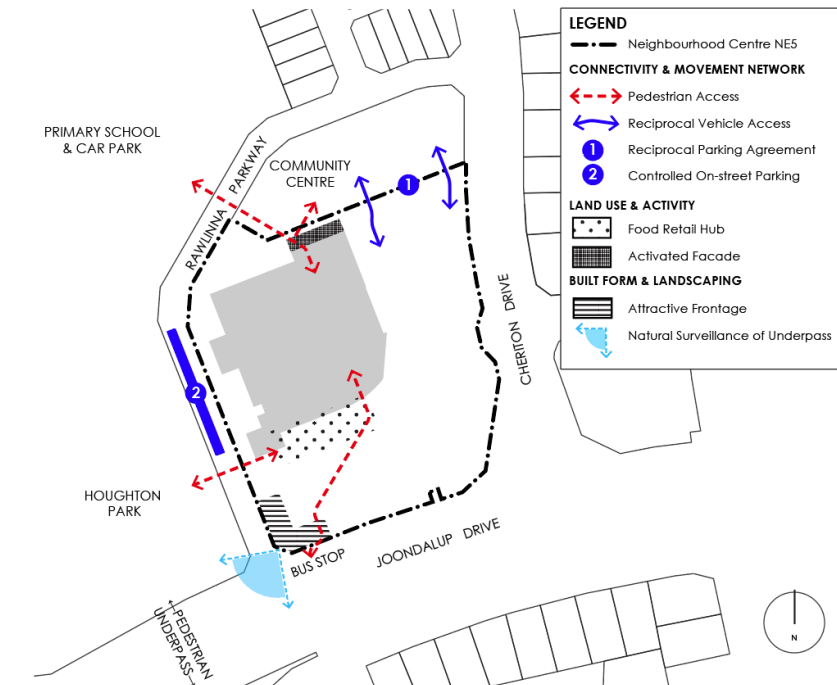 LEGEND
Neighbourhood Centre NE5
CONNECTIVITY & MOVEMENT NETWORK
Pedestrian Access
Reciprocal Vehicle Access
1 Reciprocal Parking Agreement
2 Controlled On-street Parking
LAND USE & ACTIVITY
Food Retail Hub
Activated Facade
BUILT FORM & LANDSCAPING
Attractive Frontage
Natural Surveillance of Underpass
PRIMARY SCHOOL
& CAR PARK
RAWLINNA PARKWAY
COMMUNITY
CENTRE
1
CHERITON DRIVE
2
HOUGHTON
PARK
BUS STOP
JOONDALUP DRIVE
PEDESTRIAN
UNDERPASS
N